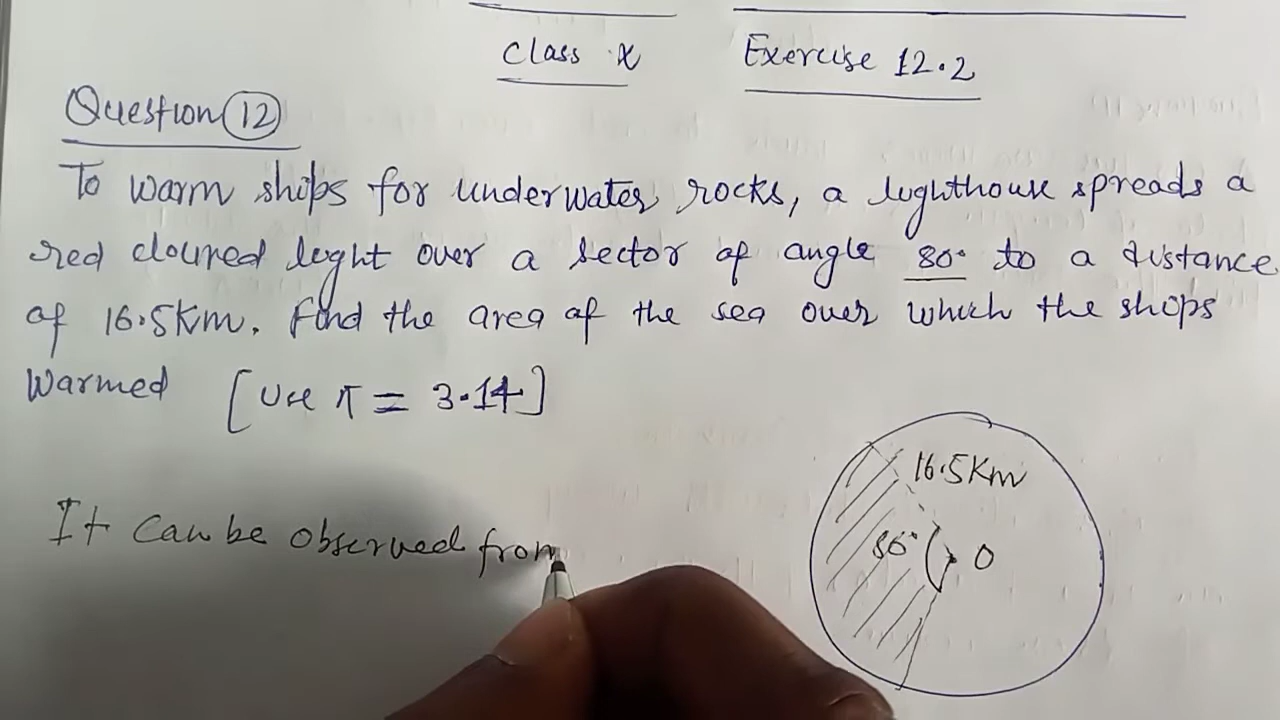 Class X Exercise 12.2
Question 12
To warm ships for underwater rocks, a lighthouse spreads a
red cloured light over a sector of angle 80° to a distance
of 16.5km. Find the area of the sea over which the ships
Warmed [Use π = 3.14]
16.5Km
It can be observed from
80° O